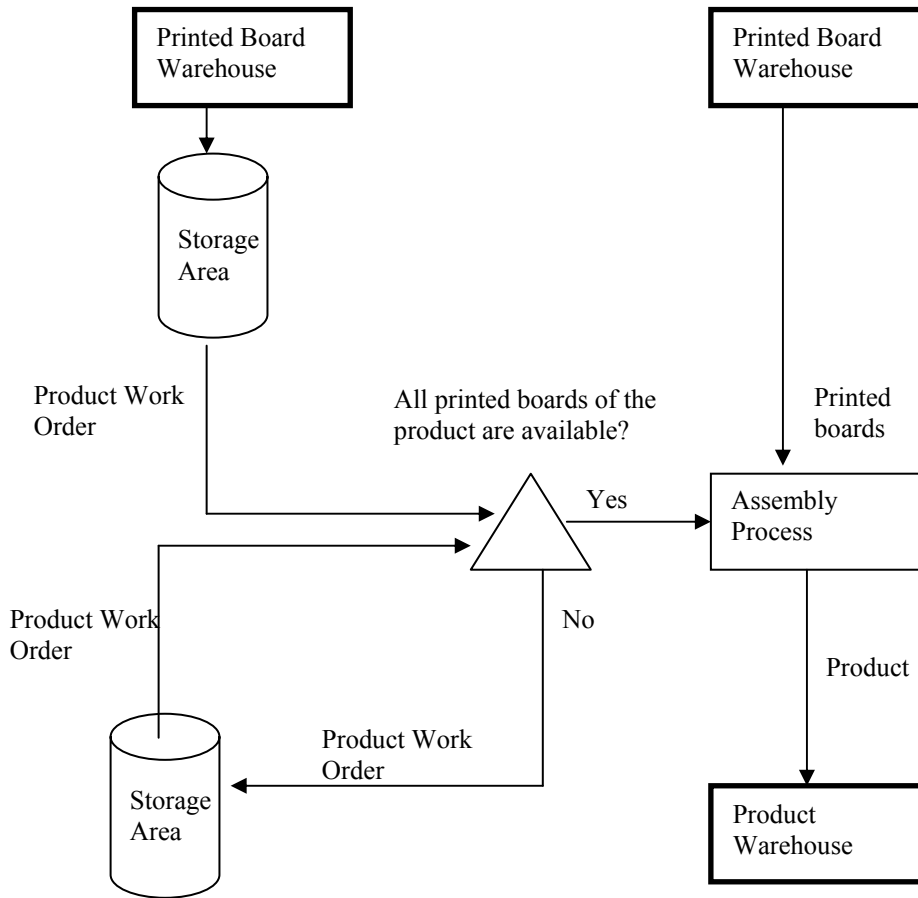 Printed Board
Warehouse
Printed Board
Warehouse
Storage
Area
Product Work
Order
All printed boards of the
product are available?
Printed
boards
Yes
Assembly
Process
No
Product Work
Order
Product
Product Work
Order
Storage
Area
Product
Warehouse